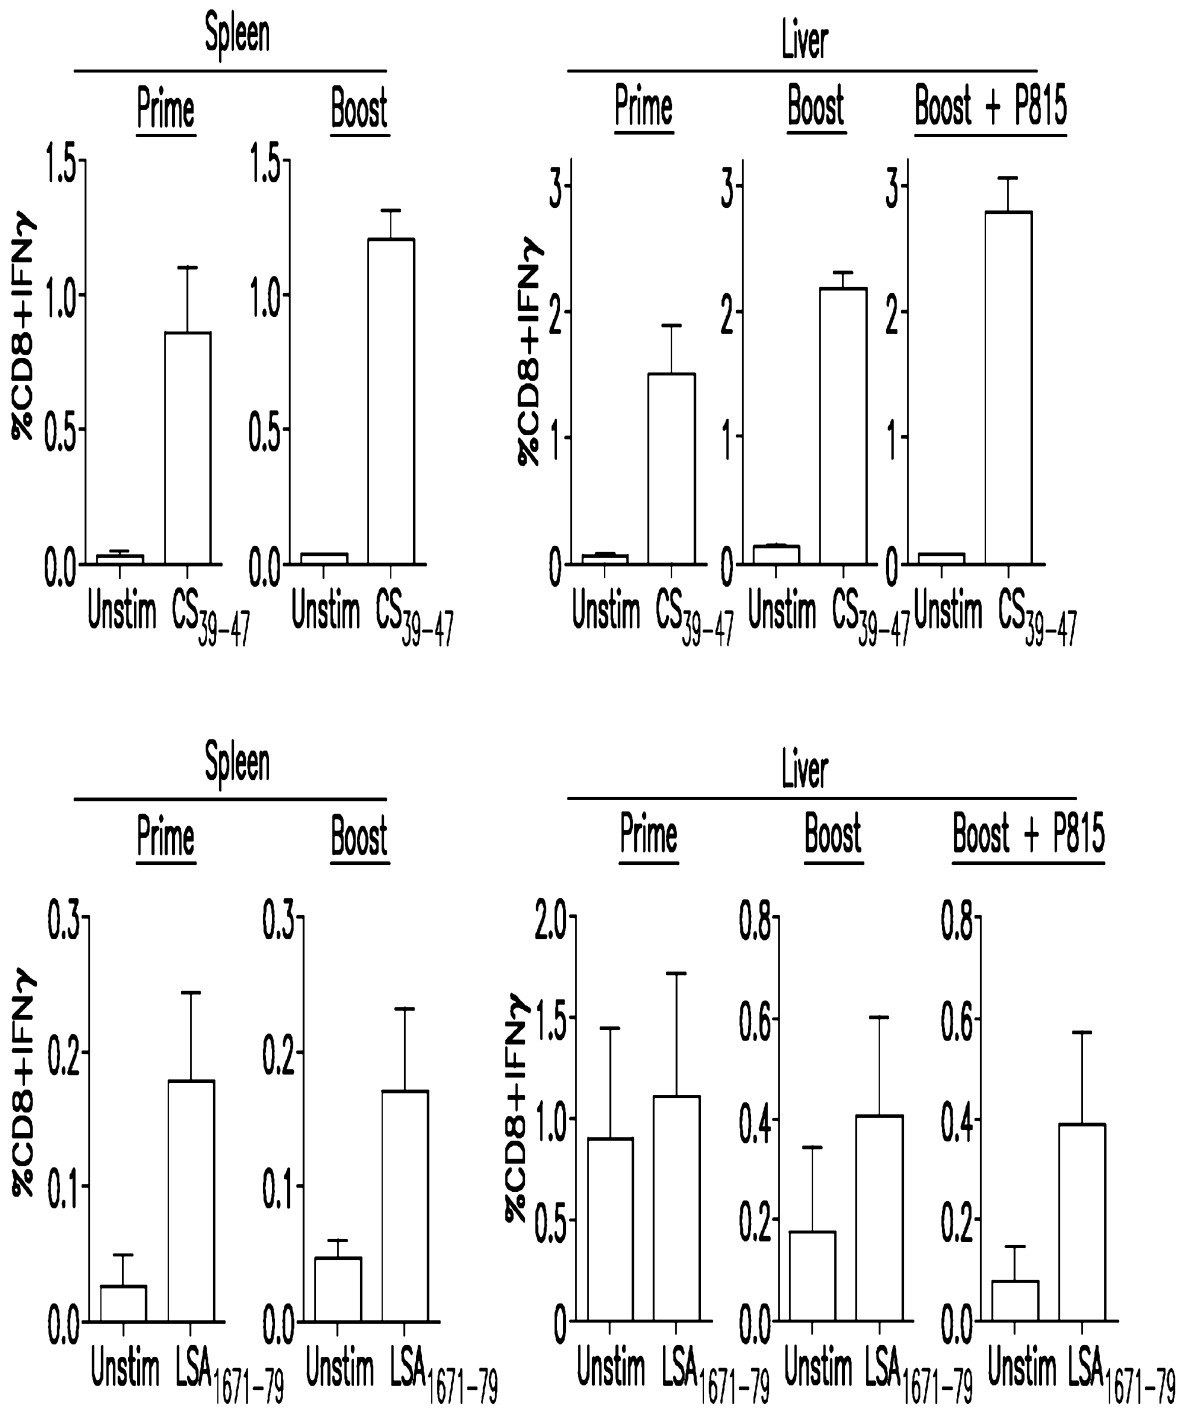 Spleen
Liver
Prime
Boost
Prime
Boost
Boost + P815
%CD8+IFNγ
1.5
1.0
0.5
0.0
Unstim CS39–47
1.5
1.0
0.5
0.0
Unstim CS39–47
%CD8+IFNγ
3
2
1
0
Unstim CS39–47
3
2
1
0
Unstim CS39–47
3
2
1
0
Unstim CS39–47
Spleen
Liver
Prime
Boost
Prime
Boost
Boost + P815
%CD8+IFNγ
0.3
0.2
0.1
0.0
Unstim LSA1671–79
0.3
0.2
0.1
0.0
Unstim LSA1671–79
%CD8+IFNγ
2.0
1.5
1.0
0.5
0
Unstim LSA1671–79
0.8
0.6
0.4
0.2
0.0
Unstim LSA1671–79
0.8
0.6
0.4
0.2
0.0
Unstim LSA1671–79